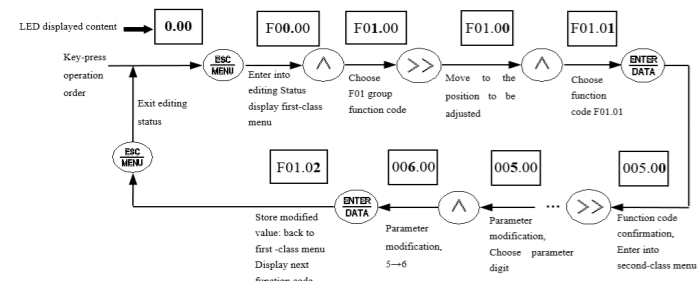 LED displayed content
0.00
F00.00
F01.00
F01.00
F01.01
Key-press
operation
order
ESC
MENU
Enter into
editing Status
display first-class
menu
Choose
F01 group
function code
>>
Move to the
position to be
adjusted
Choose
function
code F01.01
ENTER
DATA
Exit editing
status
ESC
MENU
F01.02
006.00
005.00
005.00
ENTER
DATA
...
>>
Store modified
value: back to
first -class menu
Display next
function code
Parameter
modification,
5→6
Parameter
modification,
Choose parameter
digit
Function code
confirmation,
Enter into
second-class menu